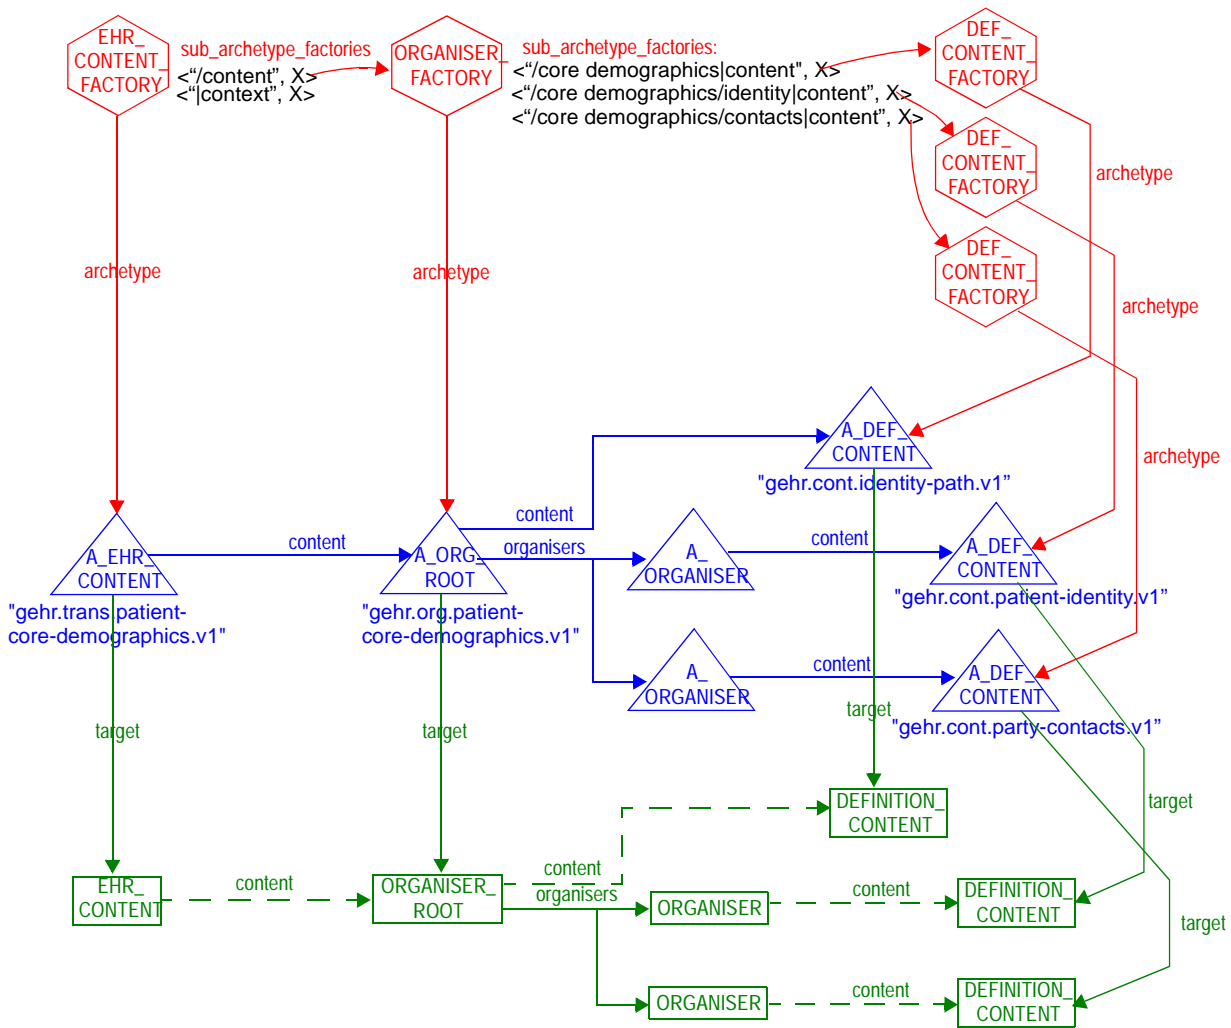 EHR_
CONTENT_
FACTORY
sub_archetype_factories
<“/content”, X>
<“|context”, X>
ORGANISER_
FACTORY
sub_archetype_factories:
<“/core demographics|content", X>
<“/core demographics/identity|content”, X>
<“/core demographics/contacts|content”, X>
DEF_
CONTENT_
FACTORY
DEF_
CONTENT_
FACTORY
DEF_
CONTENT_
FACTORY
archetype
archetype
archetype
archetype
archetype
A_DEF_
CONTENT
"gehr.cont.identity-path.v1”
content
organisers
content
A_EHR_
CONTENT
"gehr.trans.patient-
core-demographics.v1"
A_ORG_
ROOT
"gehr.org.patient-
core-demographics.v1"
A_
ORGANISER
content
A_DEF_
CONTENT
"gehr.cont.patient-identity.v1”
A_
ORGANISER
content
A_DEF_
CONTENT
"gehr.cont.party-contacts.v1”
target
target
target
target
target
DEFINITION_
CONTENT
EHR_
CONTENT
content
ORGANISER_
ROOT
content
organisers
ORGANISER
content
DEFINITION_
CONTENT
ORGANISER
content
DEFINITION_
CONTENT